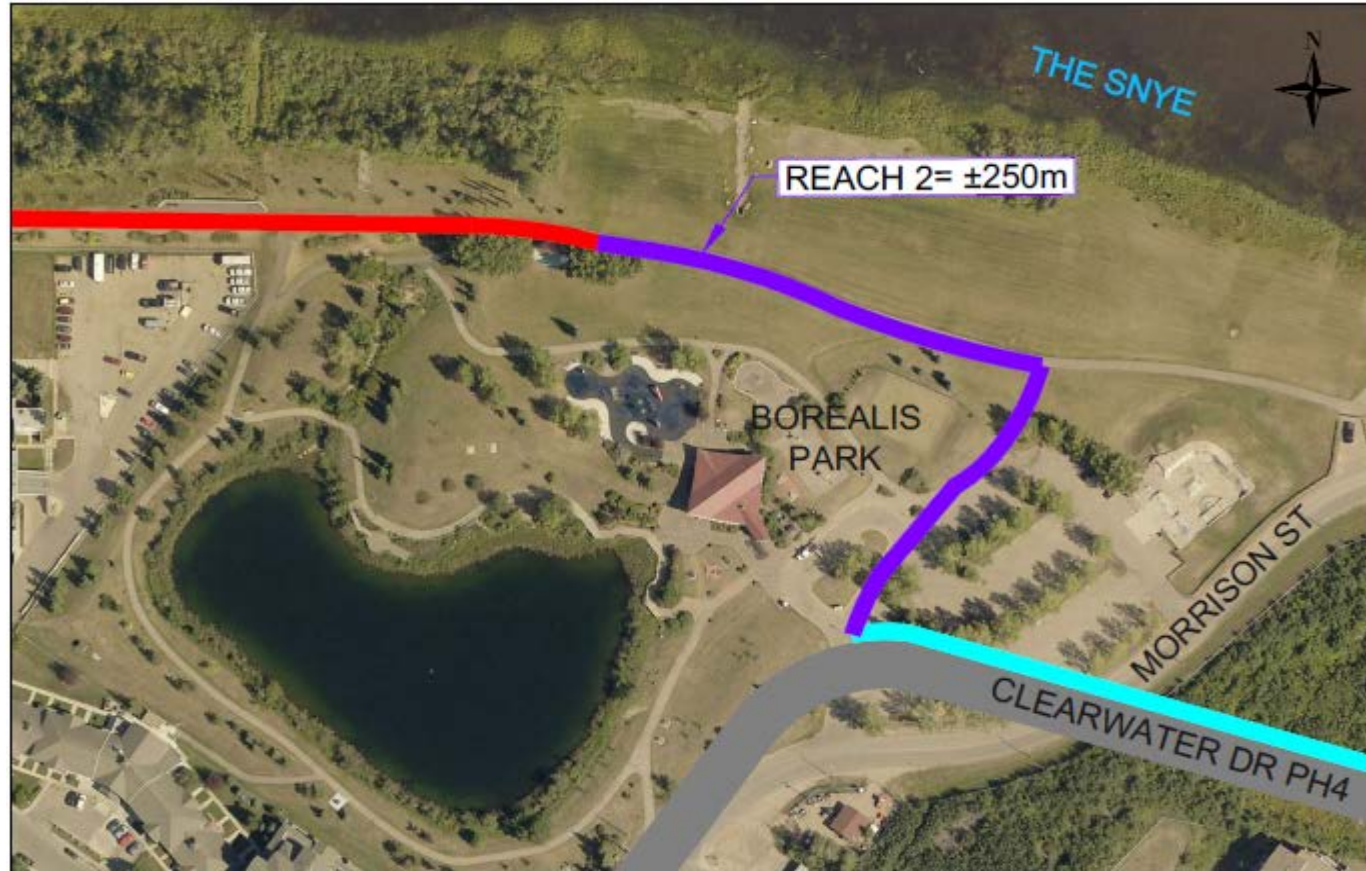 N
THE SNYE
REACH 2= ±250m
BOREALIS
PARK
MORRISON ST
CLEARWATER DR PH4